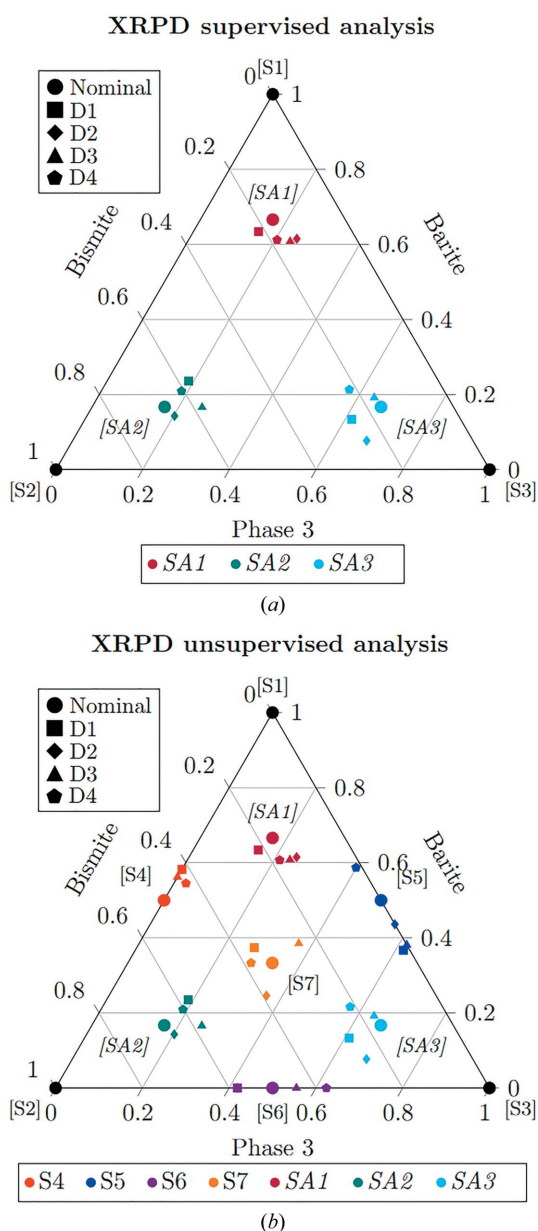 XRPD supervised analysis
Nominal
D1
D2
D3
D4
0 [S1] 1
0.2
0.8
[SA1]
0.4
0.6
Bismite
Barite
0.6
0.4
0.8
0.2
[SA2]
[SA3]
1
0
[S2] 0 0.2 0.4 0.6 0.8 1 [S3]
Phase 3
SA1 SA2 SA3
(a)
XRPD unsupervised analysis
Nominal
D1
D2
D3
D4
0 [S1] 1
0.2
0.8
[SA1]
0.4
0.6
Bismite
Barite
[S4]
[S5]
0.6
0.4
[S7]
0.8
0.2
[SA2]
[SA3]
1
0
[S2] 0 0.2 0.4 [S6] 0.6 0.8 1 [S3]
Phase 3
S4 S5 S6 S7 SA1 SA2 SA3
(b)